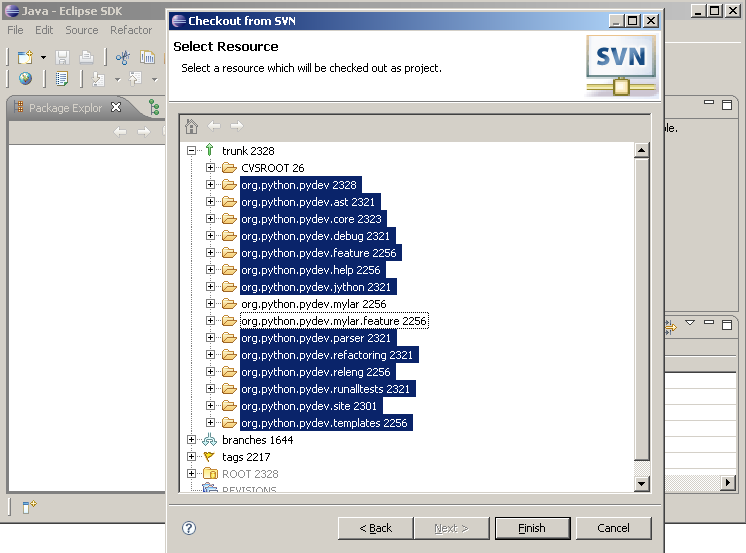 Java - Eclipse SDK
File Edit Source Refactor
Package Explor
Checkout from SVN
Select Resource
Select a resource which will be checked out as project.
SVN
trunk 2328
CVSROOT 26
org.python.pydev 2328
org.python.pydev.ast 2321
org.python.pydev.core 2323
org.python.pydev.debug 2321
org.python.pydev.feature 2256
org.python.pydev.help 2256
org.python.pydev.jython 2321
org.python.pydev.mylar 2256
org.python.pydev.mylar.feature 2256
org.python.pydev.parser 2321
org.python.pydev.refactoring 2321
org.python.pydev.releng 2256
org.python.pydev.runalltests 2321
org.python.pydev.site 2301
org.python.pydev.templates 2256
branches 1644
tags 2217
ROOT 2328
REVISIONS
< Back Next > Finish Cancel